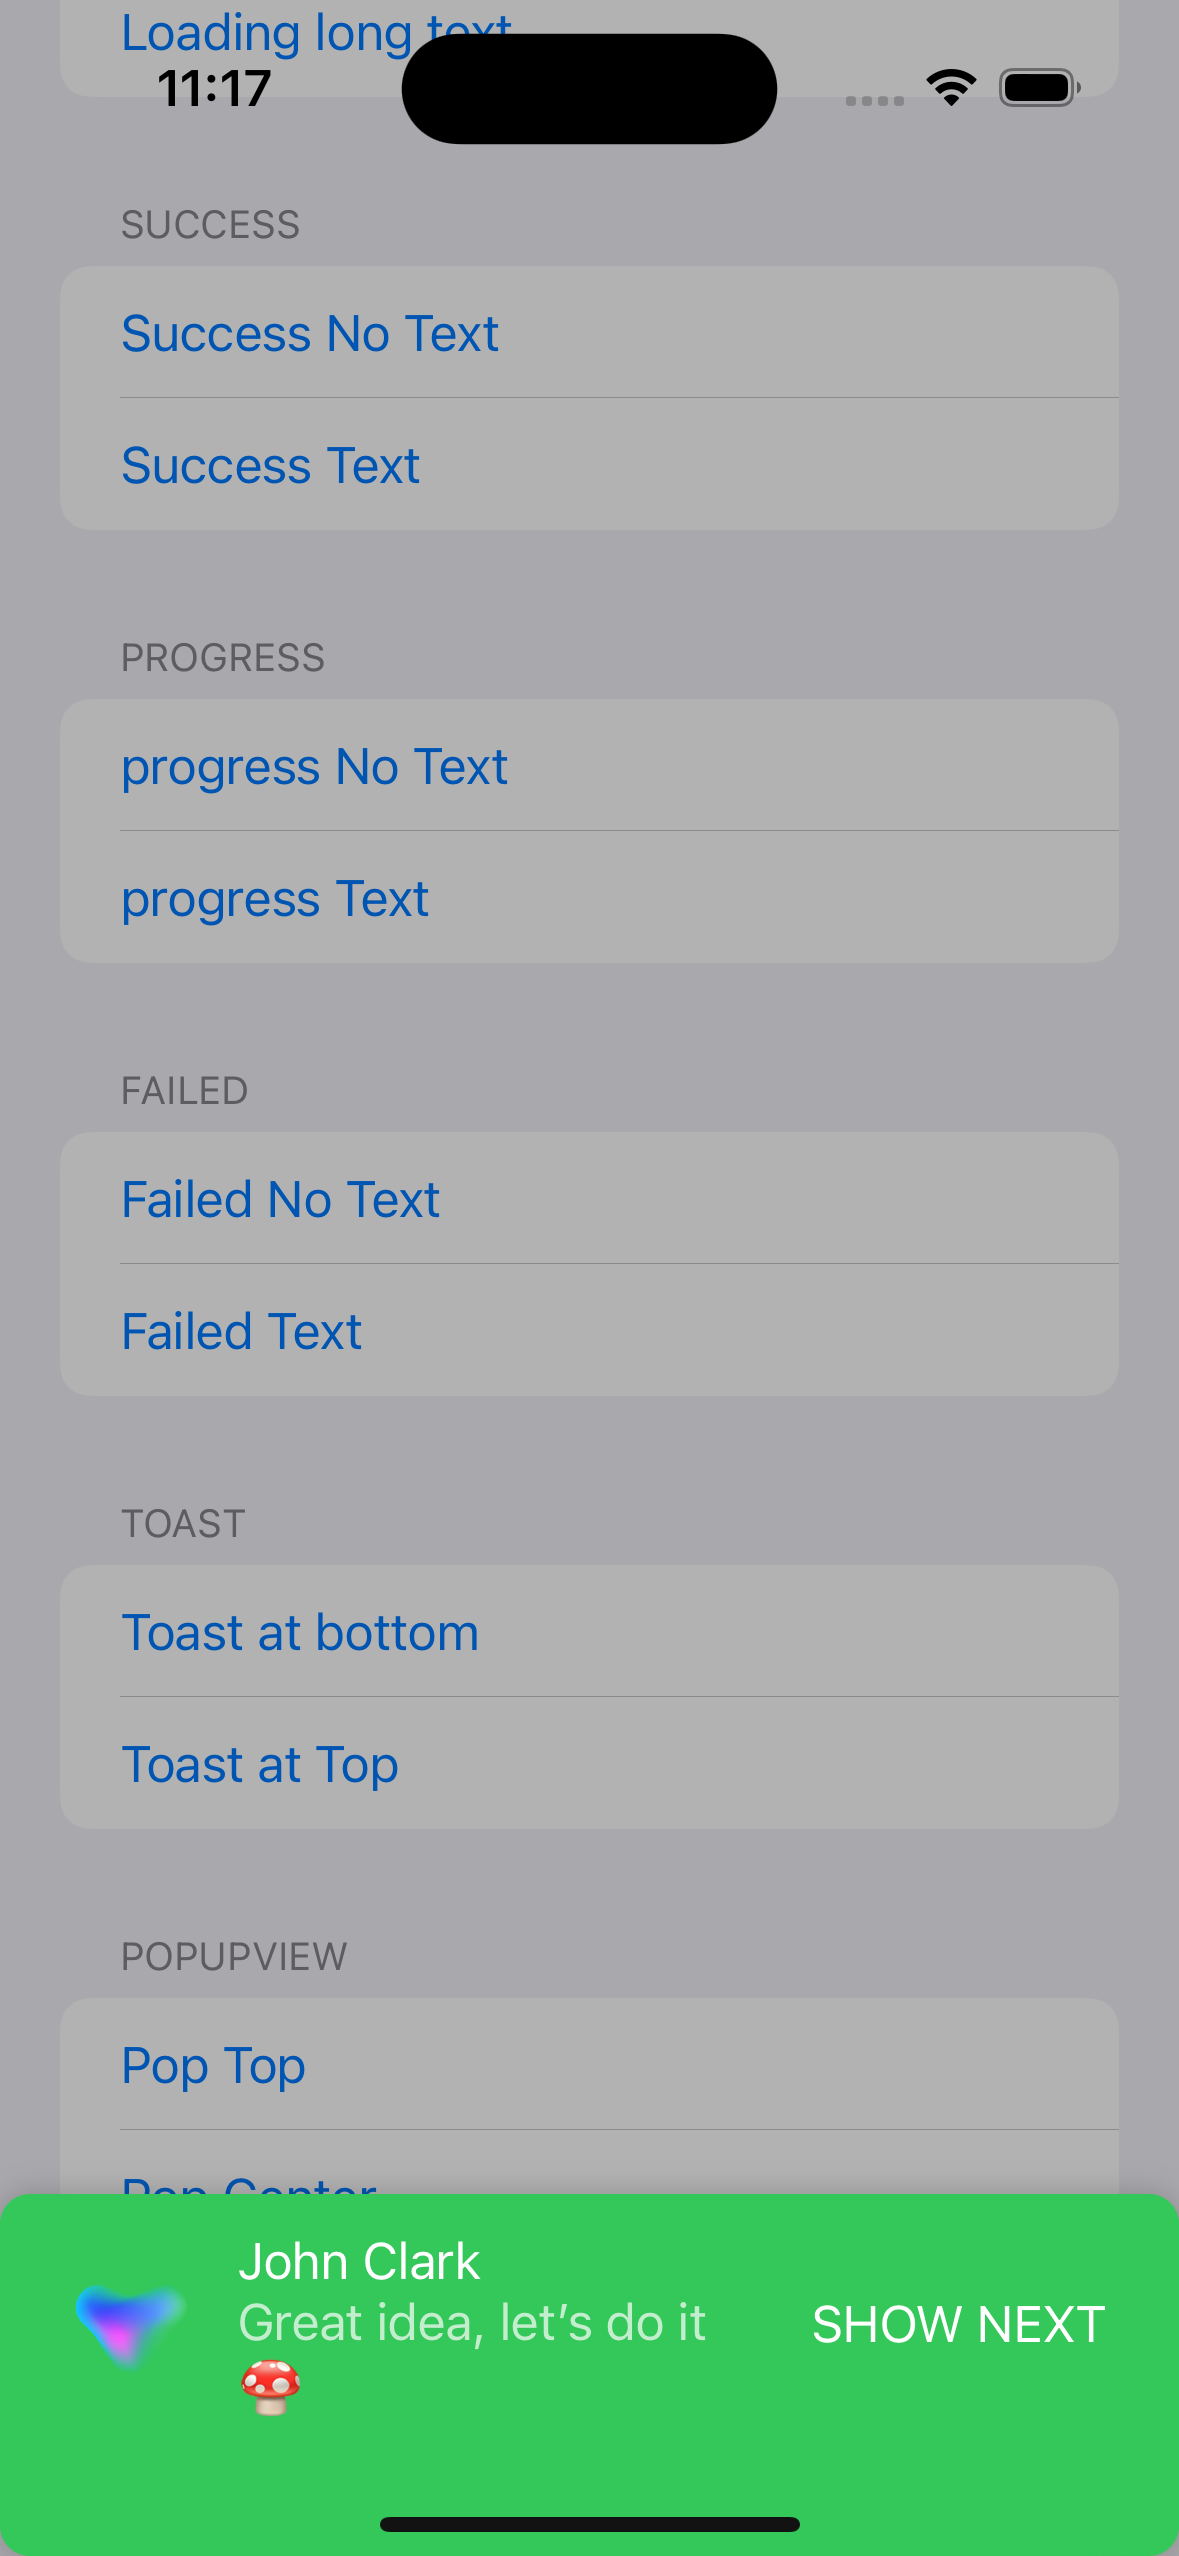 Loading long text
11:17
SUCCESS
Success No Text
Success Text
PROGRESS
progress No Text
progress Text
FAILED
Failed No Text
Failed Text
TOAST
Toast at bottom
Toast at Top
POPUPVIEW
Pop Top
Pop Center
John Clark
Great idea, let’s do it
🍄
SHOW NEXT